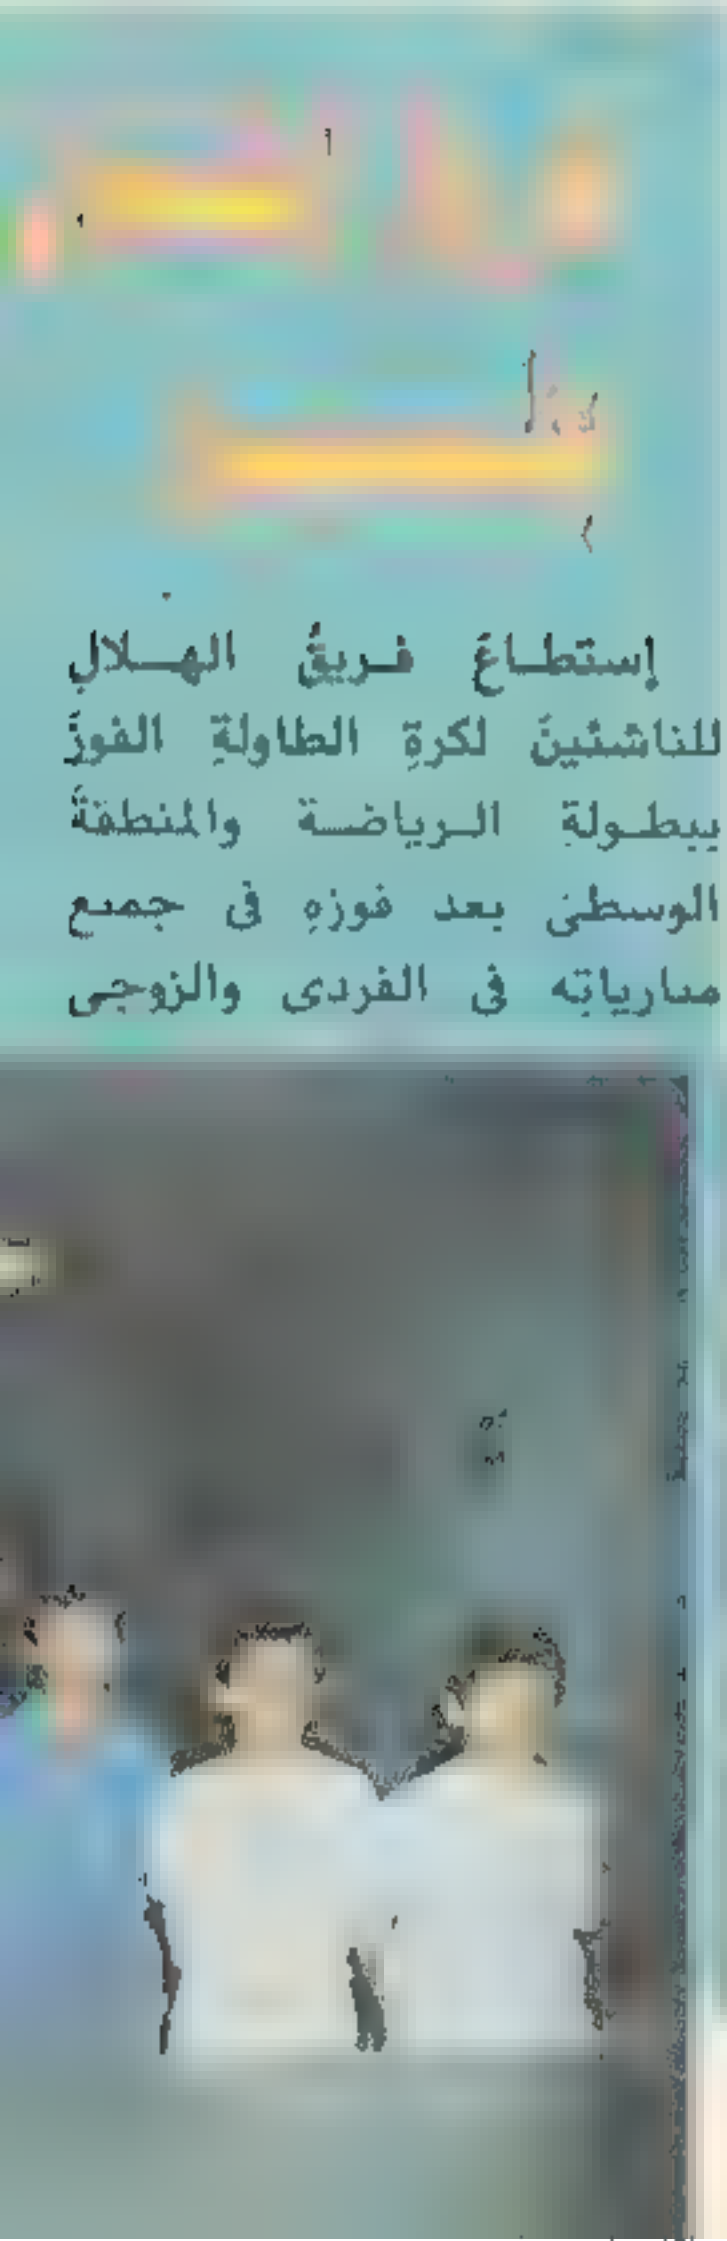 إستطاعَ فريقُ الهلالِ
للناشئينَ لكرةِ الطاولةِ الفوزَ
ببطولةِ الرياضة والمنطقةَ
الوسطى بعد فوزهِ فى جميع
مبارياتِه فى الفردى والزوجى